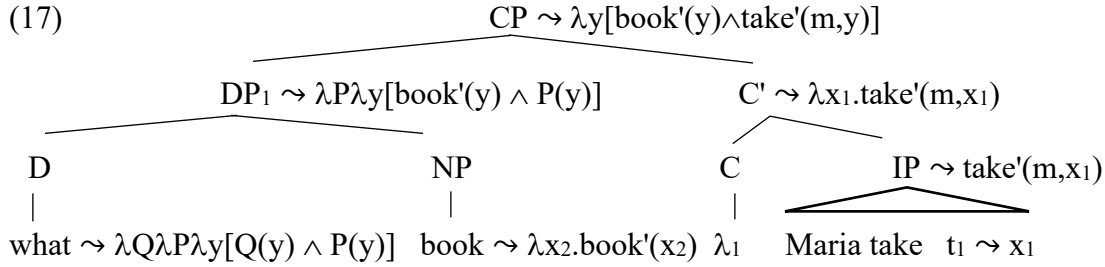 (17) CP ⤳ λy[book'(y)∧take'(m,y)]
DP₁ ⤳ λPλy[book'(y) ∧ P(y)] C' ⤳ λx₁.take'(m,x₁)
D NP C IP ⤳ take'(m,x₁)
what ⤳ λQλPλy[Q(y) ∧ P(y)] book ⤳ λx₂.book'(x₂) λ₁ Maria take t₁ ⤳ x₁